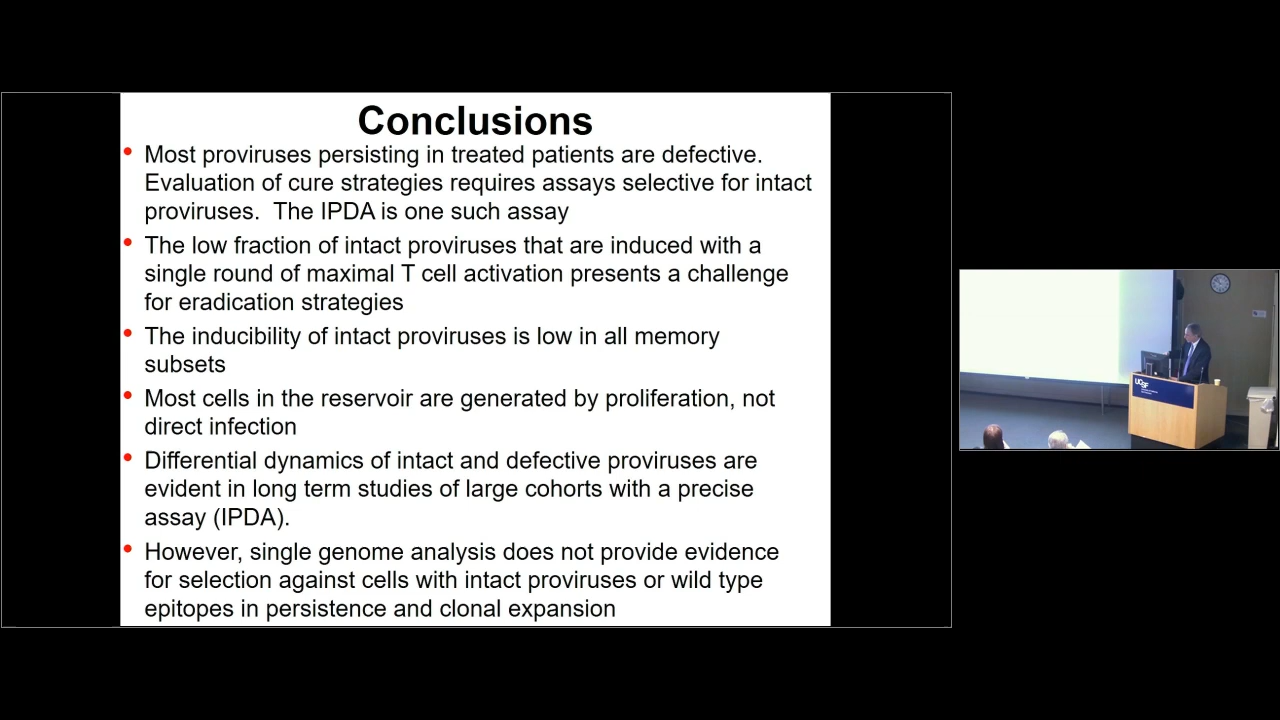 Conclusions
Most proviruses persisting in treated patients are defective.
Evaluation of cure strategies requires assays selective for intact
proviruses.  The IPDA is one such assay
The low fraction of intact proviruses that are induced with a
single round of maximal T cell activation presents a challenge
for eradication strategies
The inducibility of intact proviruses is low in all memory
subsets
Most cells in the reservoir are generated by proliferation, not
direct infection
Differential dynamics of intact and defective proviruses are
evident in long term studies of large cohorts with a precise
assay (IPDA).
However, single genome analysis does not provide evidence
for selection against cells with intact proviruses or wild type
epitopes in persistence and clonal expansion
UCSF